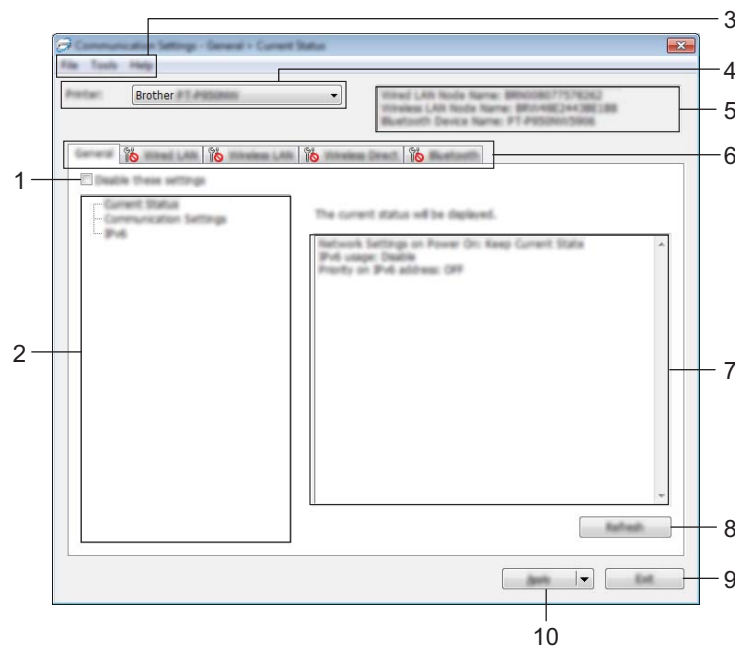 Communication Settings - General > Current Status
File Tools Help
Printer: Brother PT-P950NW
Wired LAN Node Name:
Wireless LAN Node Name:
Bluetooth Device Name:
General Wired LAN Wireless LAN Wireless Direct Bluetooth
Disable these settings
Current Status
Communication Settings
IPv6
The current status will be displayed.
Network Settings on Power On: Keep Current State
IPv6 usage: Disable
Priority on IPv6 address: OFF
Refresh
Apply Exit
1
2
3
4
5
6
7
8
9
10